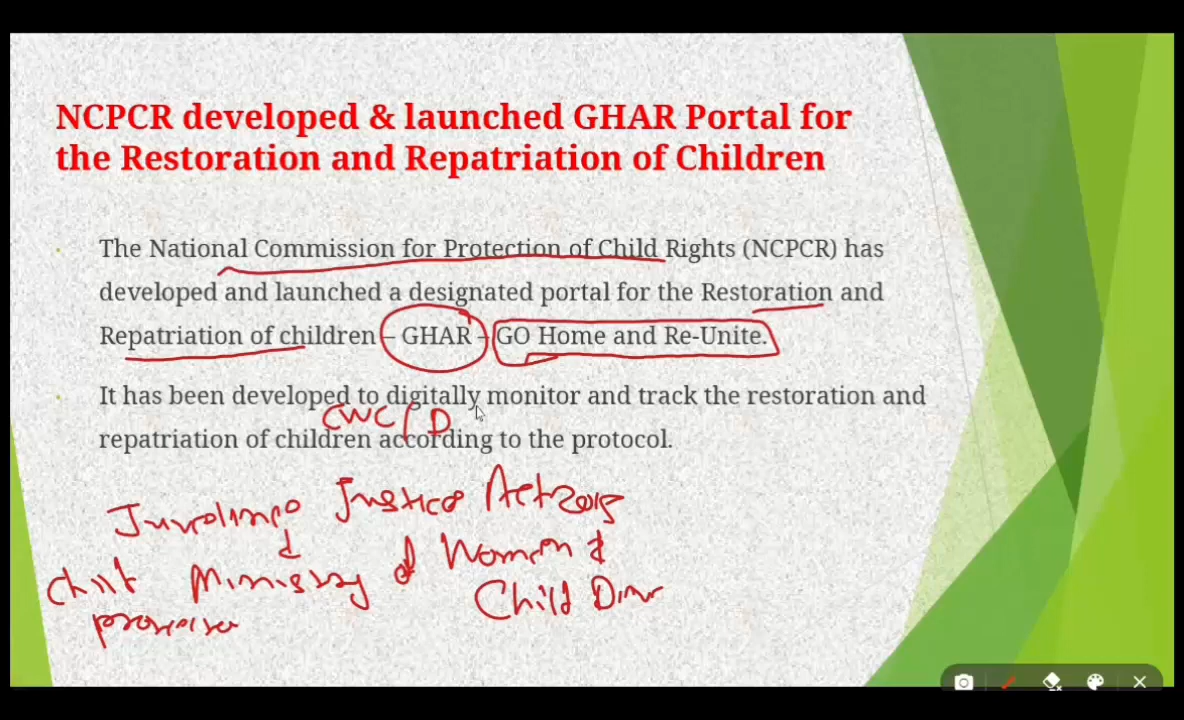 NCPCR developed & launched GHAR Portal for
the Restoration and Repatriation of Children
The National Commission for Protection of Child Rights (NCPCR) has
developed and launched a designated portal for the Restoration and
Repatriation of children – GHAR – GO Home and Re-Unite.
It has been developed to digitally monitor and track the restoration and
CWC/D
repatriation of children according to the protocol.
Justice Act 2015
Ministry of Women &
Child